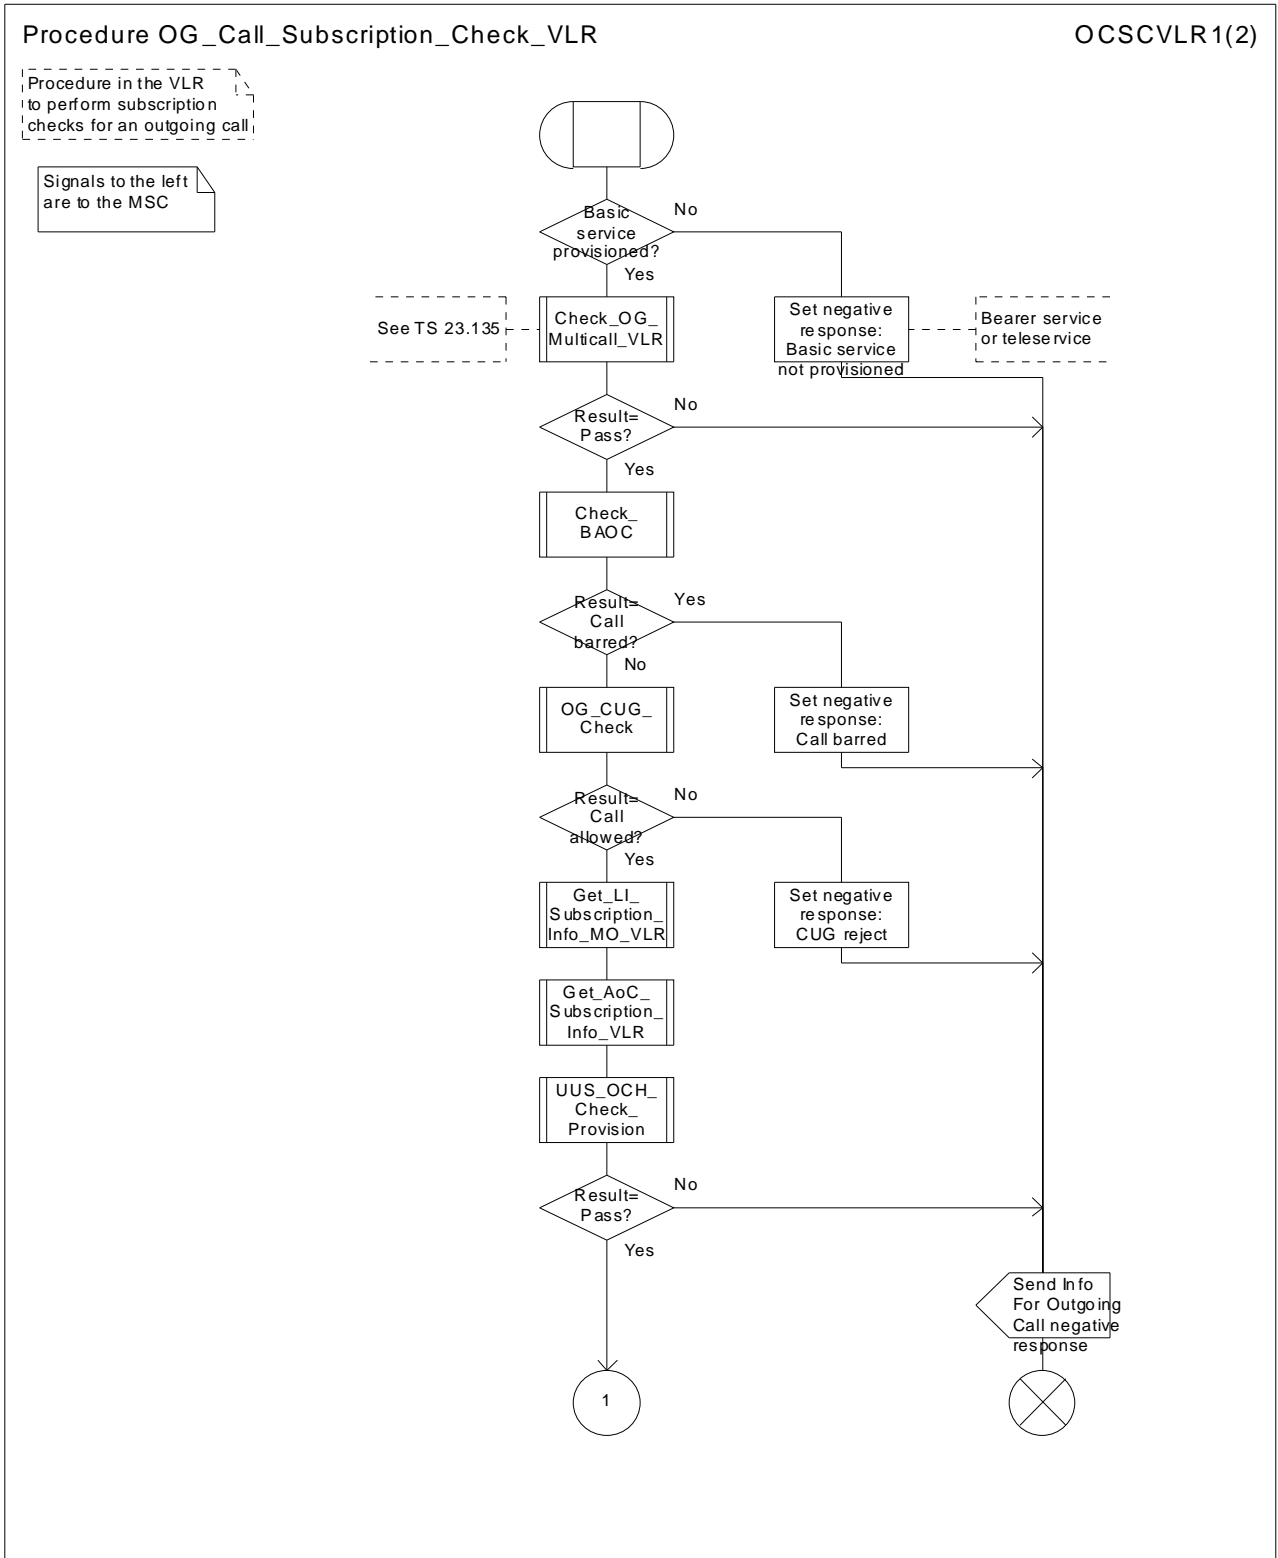 Procedure OG_Call_Subscription_Check_VLR
OCSCVLR1(2)
Procedure in the VLR
to perform subscription
checks for an outgoing call
Signals to the left
are to the MSC
Basic
service
provisioned?
No
Yes
See TS 23.135
Check_OG_
Multicall_VLR
Set negative
response:
Basic service
not provisioned
Bearer service
or teleservice
Result=
Pass?
No
Yes
Check_
BAOC
Result=
Call
barred?
Yes
No
OG_CUG_
Check
Set negative
response:
Call barred
Result=
Call
allowed?
No
Yes
Get_LI_
Subscription_
Info_MO_VLR
Set negative
response:
CUG reject
Get_AoC_
Subscription_
Info_VLR
UUS_OCH_
Check_
Provision
Result=
Pass?
No
Yes
Send Info
For Outgoing
Call negative
response
1